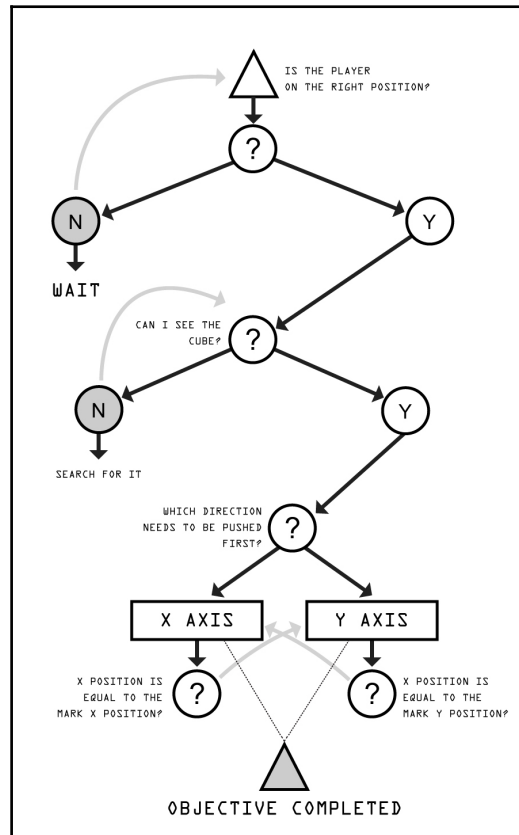 IS THE PLAYER
ON THE RIGHT POSITION?
?
N
Y
WAIT
CAN I SEE THE
CUBE?
?
N
Y
SEARCH FOR IT
WHICH DIRECTION
NEEDS TO BE PUSHED
FIRST?
?
X AXIS
Y AXIS
X POSITION IS
EQUAL TO THE
MARK X POSITION?
?
?
X POSITION IS
EQUAL TO THE
MARK Y POSITION?
OBJECTIVE COMPLETED